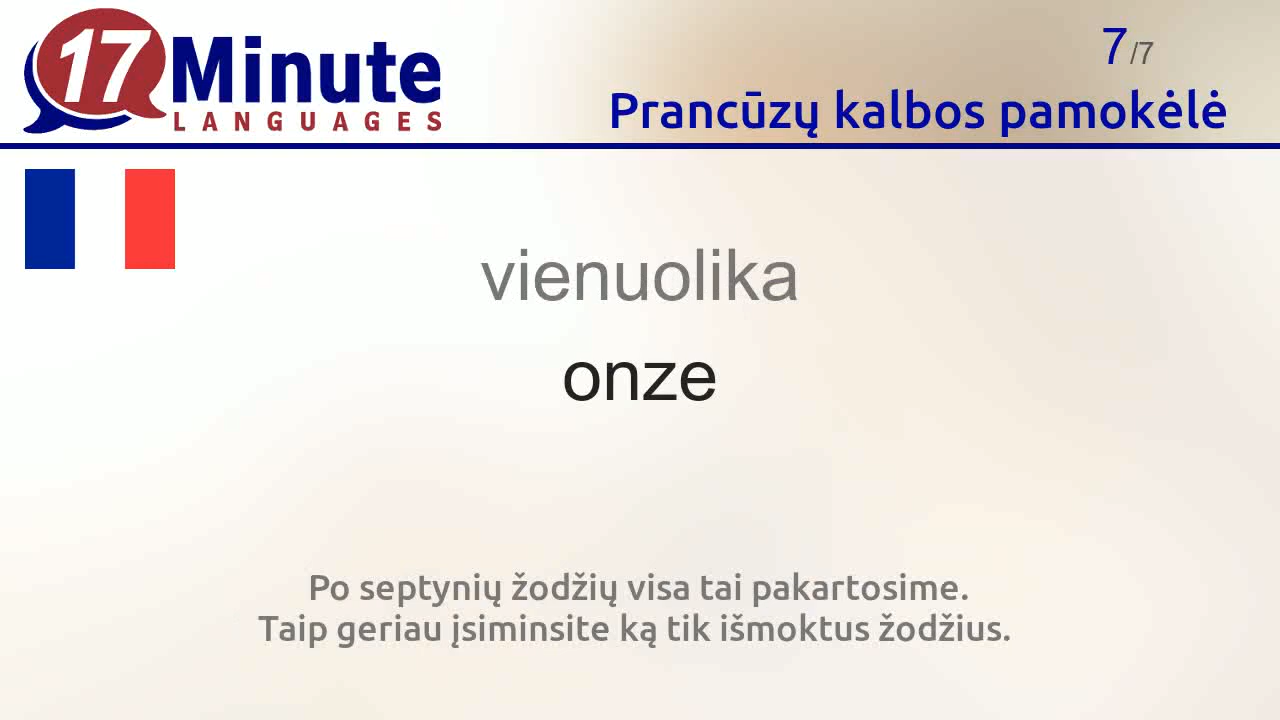 17 Minute
LANGUAGES
7/7
Prancūzų kalbos pamokėlė
vienuolika
onze
Po septynių žodžių visa tai pakartosime.
Taip geriau įsiminsite ką tik išmoktus žodžius.